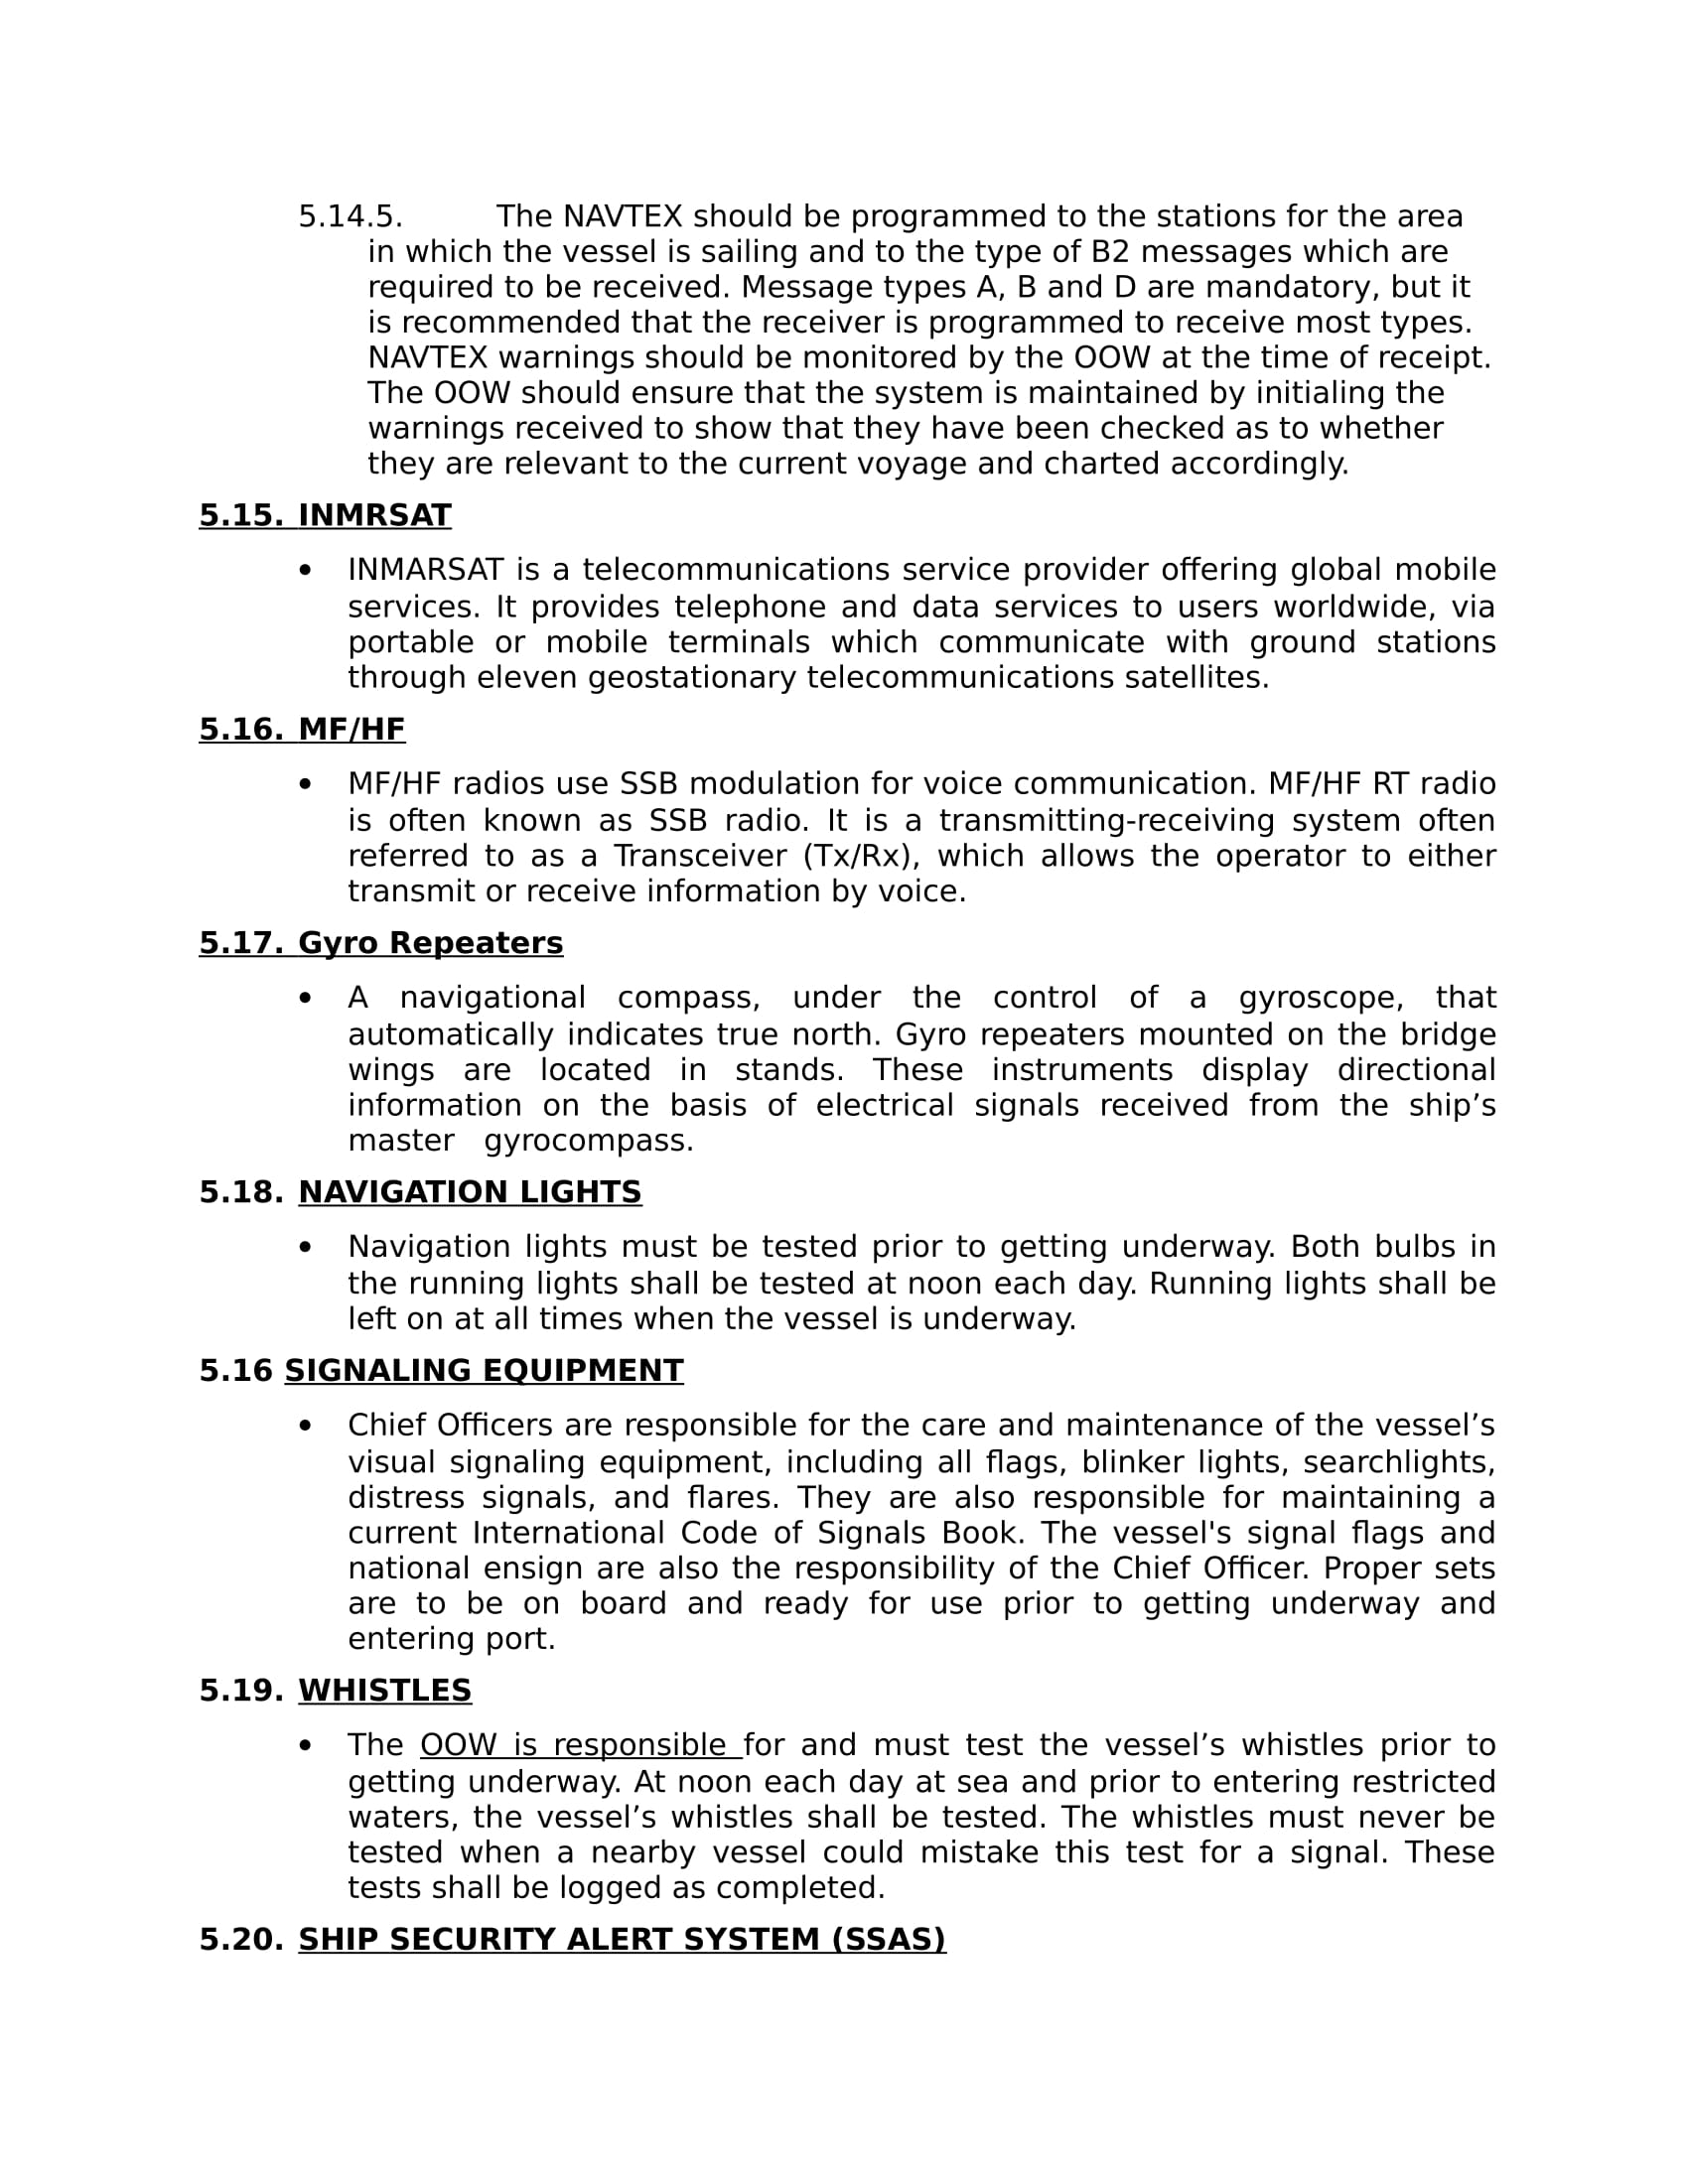 5.14.5. The NAVTEX should be programmed to the stations for the area
in which the vessel is sailing and to the type of B2 messages which are
required to be received. Message types A, B and D are mandatory, but it
is recommended that the receiver is programmed to receive most types.
NAVTEX warnings should be monitored by the OOW at the time of receipt.
The OOW should ensure that the system is maintained by initialing the
warnings received to show that they have been checked as to whether
they are relevant to the current voyage and charted accordingly.
5.15. INMRSAT
• INMARSAT is a telecommunications service provider offering global mobile
services. It provides telephone and data services to users worldwide, via
portable or mobile terminals which communicate with ground stations
through eleven geostationary telecommunications satellites.
5.16. MF/HF
• MF/HF radios use SSB modulation for voice communication. MF/HF RT radio
is often known as SSB radio. It is a transmitting-receiving system often
referred to as a Transceiver (Tx/Rx), which allows the operator to either
transmit or receive information by voice.
5.17. Gyro Repeaters
• A navigational compass, under the control of a gyroscope, that
automatically indicates true north. Gyro repeaters mounted on the bridge
wings are located in stands. These instruments display directional
information on the basis of electrical signals received from the ship’s
master gyrocompass.
5.18. NAVIGATION LIGHTS
• Navigation lights must be tested prior to getting underway. Both bulbs in
the running lights shall be tested at noon each day. Running lights shall be
left on at all times when the vessel is underway.
5.16 SIGNALING EQUIPMENT
• Chief Officers are responsible for the care and maintenance of the vessel’s
visual signaling equipment, including all flags, blinker lights, searchlights,
distress signals, and flares. They are also responsible for maintaining a
current International Code of Signals Book. The vessel's signal flags and
national ensign are also the responsibility of the Chief Officer. Proper sets
are to be on board and ready for use prior to getting underway and
entering port.
5.19. WHISTLES
• The OOW is responsible for and must test the vessel’s whistles prior to
getting underway. At noon each day at sea and prior to entering restricted
waters, the vessel’s whistles shall be tested. The whistles must never be
tested when a nearby vessel could mistake this test for a signal. These
tests shall be logged as completed.
5.20. SHIP SECURITY ALERT SYSTEM (SSAS)